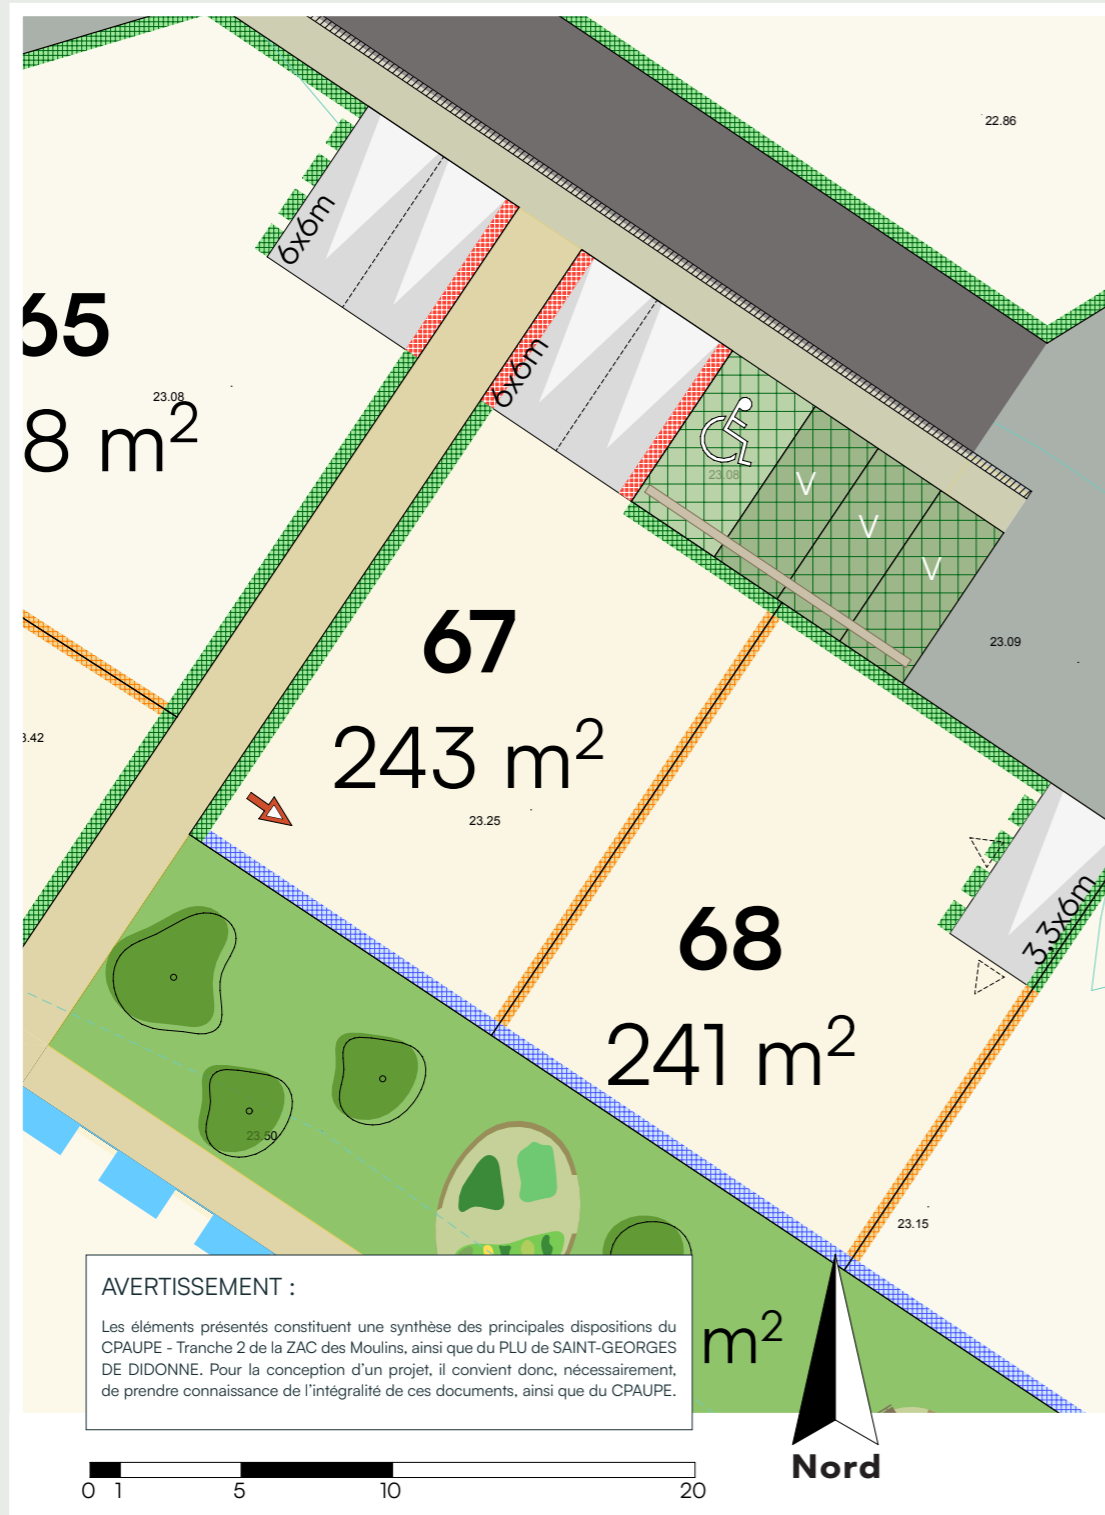 22.86
6x6m
65
23.08
8 m²
6x6m
23.08
V
V
V
67
243 m²
23.09
3.42
23.25
68
3,3x6m
241 m²
23.50
23.15
m²
AVERTISSEMENT :
Les éléments présentés constituent une synthèse des principales dispositions du
CPAUPE - Tranche 2 de la ZAC des Moulins, ainsi que du PLU de SAINT-GEORGES
DE DIDONNE. Pour la conception d'un projet, il convient donc, nécessairement,
de prendre connaissance de l'intégralité de ces documents, ainsi que du CPAUPE.
Nord
0 1 5 10 20